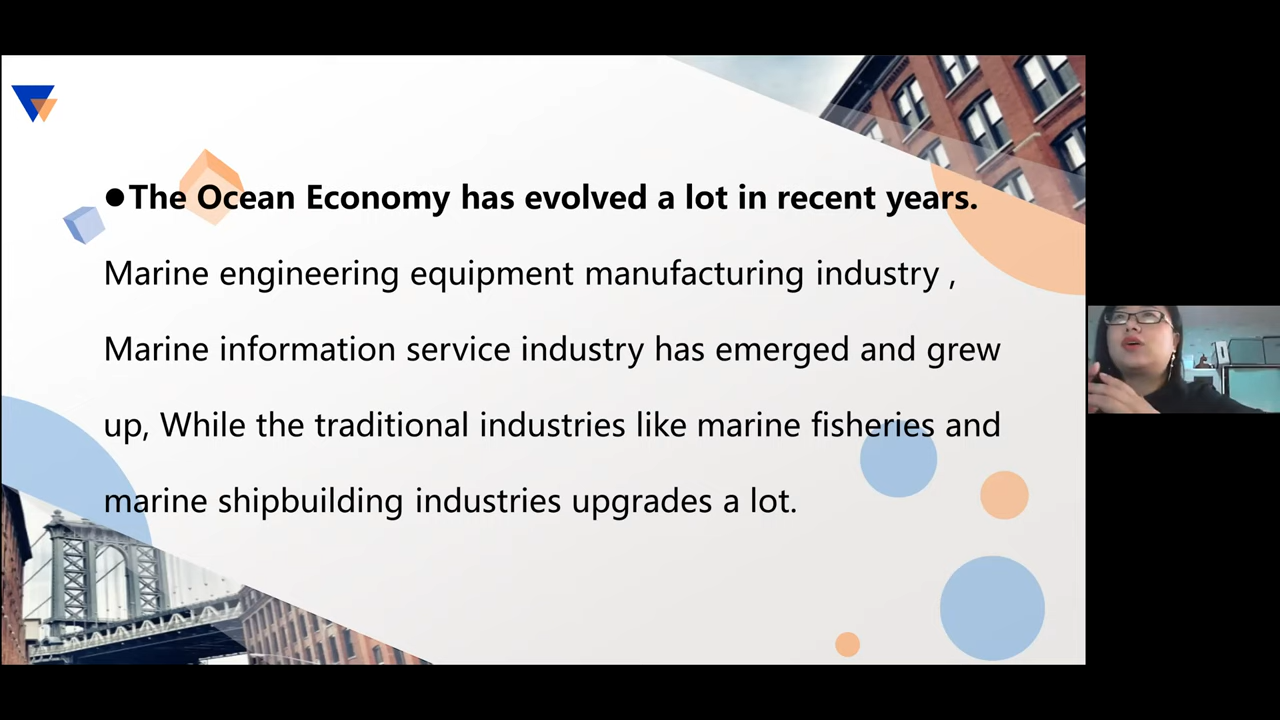 ●The Ocean Economy has evolved a lot in recent years.
Marine engineering equipment manufacturing industry ,
Marine information service industry has emerged and grew
up, While the traditional industries like marine fisheries and
marine shipbuilding industries upgrades a lot.